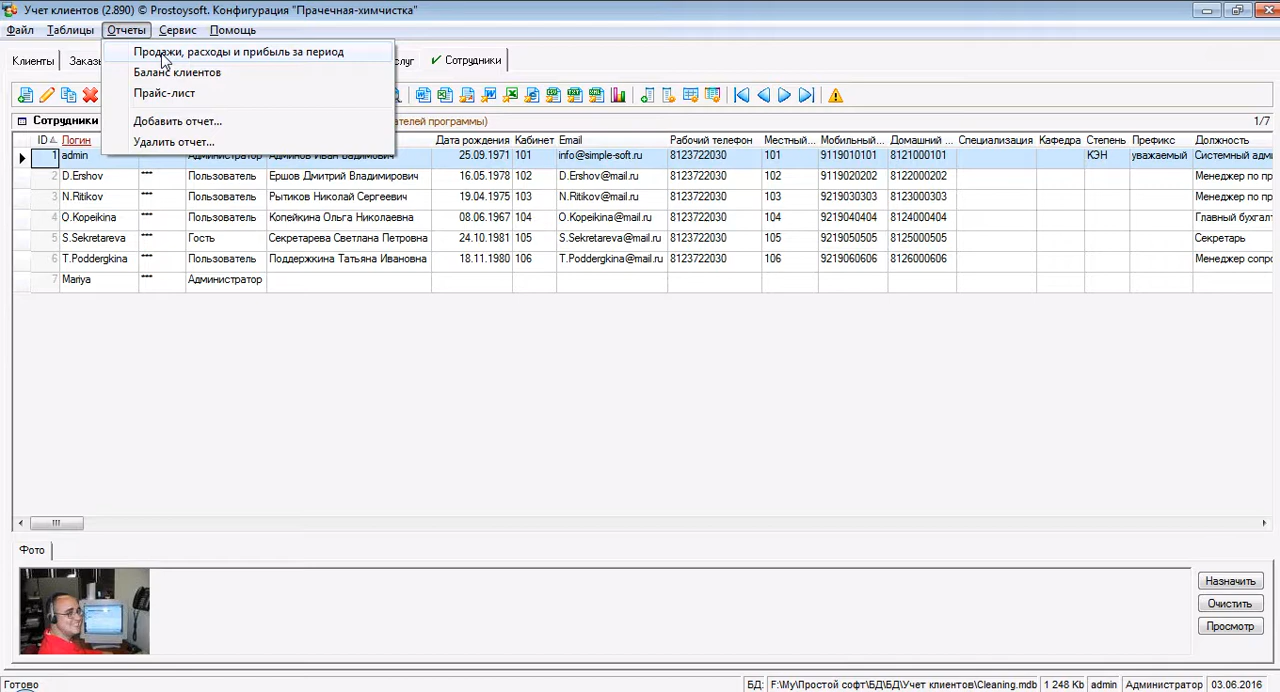 Учет клиентов (2.890) © Prostoysoft. Конфигурация "Прачечная-химчистка"
Файл Таблицы Отчеты Сервис Помощь
Продажи, расходы и прибыль за период
Клиенты Заказы слуг ✓ Сотрудники
Баланс клиентов
Прайс-лист
Добавить отчет...
Сотрудники ателей программы) 1/7
Удалить отчет...
ID Логин Дата рождения Кабинет Email Рабочий телефон Местный... Мобильный... Домашний ... Специализация Кафедра Степень Префикс Должность
1 admin Администратор Админов Иван Вадимович 25.09.1971 101 info@simple-soft.ru 8123722030 101 9119010101 8121000101 КЭН уважаемый Системный адми
2 D.Ershov *** Пользователь Ершов Дмитрий Владимирович 16.05.1978 102 D.Ershov@mail.ru 8123722030 102 9119020202 8122000202 Менеджер по пр
3 N.Ritikov *** Пользователь Рытиков Николай Сергеевич 19.04.1975 103 N.Ritikov@mail.ru 8123722030 103 9219030303 8123000303 Менеджер по пр
4 O.Kopeikina *** Пользователь Копейкина Ольга Николаевна 08.06.1967 104 O.Kopeikina@mail.ru 8123722030 104 9219040404 8124000404 Главный бухгалт
5 S.Sekretareva *** Гость Секретарева Светлана Петровна 24.10.1981 105 S.Sekretareva@mail.ru 8123722030 105 9219050505 8125000505 Секретарь
6 T.Poddergkina *** Пользователь Поддержкина Татьяна Ивановна 18.11.1980 106 T.Poddergkina@mail.ru 8123722030 106 9219060606 8126000606 Менеджер сопро
7 Mariya *** Администратор
Фото
Назначить
Очистить
Просмотр
Готово БД: F:\My\Простой софт\БД\БД\Учет клиентов\Cleaning.mdb 1 248 Kb admin Администратор 03.06.2016